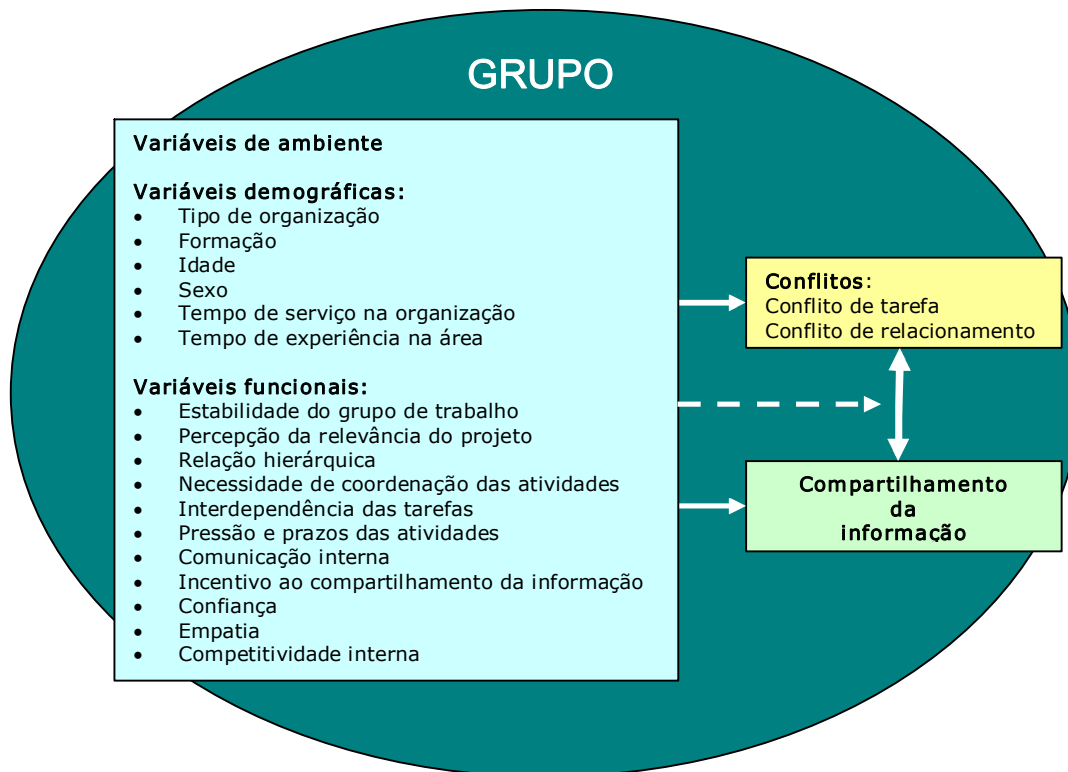 GRUPO
Variáveis de ambiente
Variáveis demográficas:
• Tipo de organização
• Formação
• Idade
• Sexo
• Tempo de serviço na organização
• Tempo de experiência na área
Variáveis funcionais:
• Estabilidade do grupo de trabalho
• Percepção da relevância do projeto
• Relação hierárquica
• Necessidade de coordenação das atividades
• Interdependência das tarefas
• Pressão e prazos das atividades
• Comunicação interna
• Incentivo ao compartilhamento da informação
• Confiança
• Empatia
• Competitividade interna
Conflitos:
Conflito de tarefa
Conflito de relacionamento
Compartilhamento
da
informação